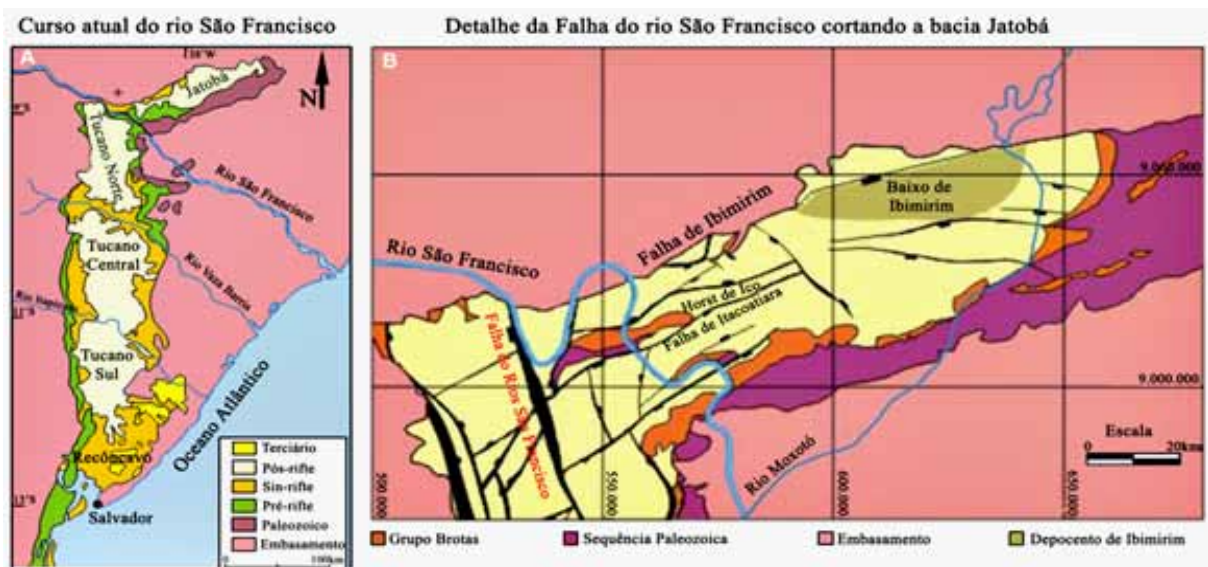 Curso atual do rio São Francisco
Detalhe da Falha do rio São Francisco cortando a bacia Jatobá
A
N
Jatobá
Tucano Norte
Rio São Francisco
Tucano
Central
Rio Vaza Barris
Tucano
Sul
Oceano Atlântico
Recôncavo
Salvador
Terciário
Pós-rifte
Sin-rifte
Pré-rifte
Paleozoico
Embasamento
100km
B
Baixo de
Ibimirim
9.000.000
Falha de Ibimirim
Rio São Francisco
Horst de Ico
Falha de Itacoatiara
Falha do Rios São Francisco
9.000.000
Rio Moxotó
Escala
0 20km
500.000
550.000
600.000
650.000
Grupo Brotas
Sequência Paleozoica
Embasamento
Depocento de Ibimirim